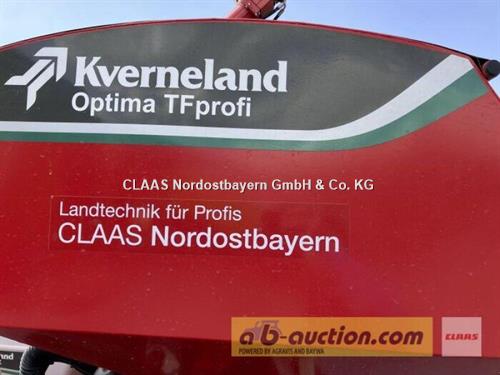 Kverneland
Optima TFprofi
CLAAS Nordostbayern GmbH & Co. KG
Landtechnik für Profis
CLAAS Nordostbayern
ab-auction.com
POWERED BY AGRAVIS AND BAYWA
CLAAS